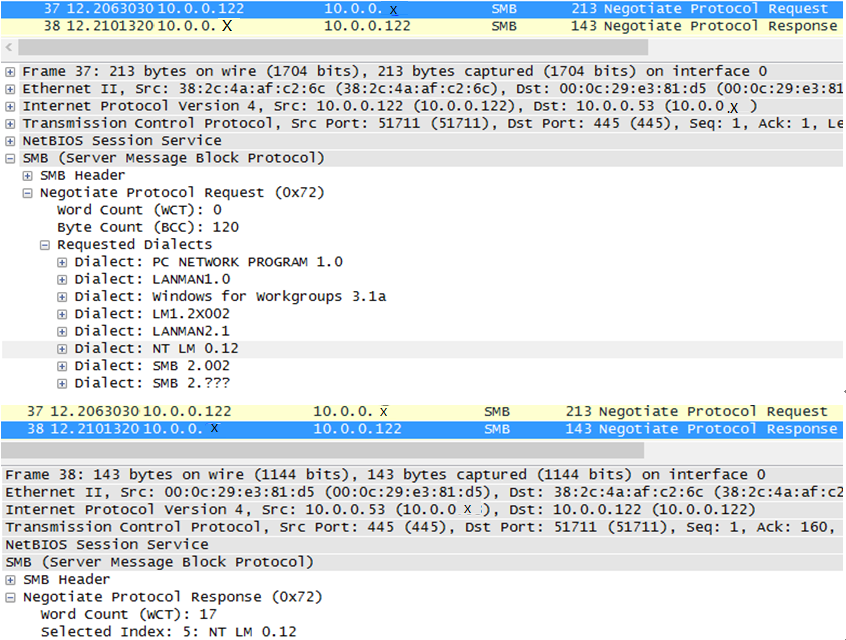 37 12.2063030 10.0.0.122 10.0.0. x SMB 213 Negotiate Protocol Request
38 12.2101320 10.0.0. X 10.0.0.122 SMB 143 Negotiate Protocol Response
Frame 37: 213 bytes on wire (1704 bits), 213 bytes captured (1704 bits) on interface 0
Ethernet II, Src: 38:2c:4a:af:c2:6c (38:2c:4a:af:c2:6c), Dst: 00:0c:29:e3:81:d5 (00:0c:29:e3:81
Internet Protocol Version 4, Src: 10.0.0.122 (10.0.0.122), Dst: 10.0.0.53 (10.0.0 x )
Transmission Control Protocol, Src Port: 51711 (51711), Dst Port: 445 (445), Seq: 1, Ack: 1, Le
NetBIOS Session Service
SMB (Server Message Block Protocol)
SMB Header
Negotiate Protocol Request (0x72)
Word Count (WCT): 0
Byte Count (BCC): 120
Requested Dialects
Dialect: PC NETWORK PROGRAM 1.0
Dialect: LANMAN1.0
Dialect: Windows for Workgroups 3.1a
Dialect: LM1.2X002
Dialect: LANMAN2.1
Dialect: NT LM 0.12
Dialect: SMB 2.002
Dialect: SMB 2.???
37 12.2063030 10.0.0.122 10.0.0. x SMB 213 Negotiate Protocol Request
38 12.2101320 10.0.0. x 10.0.0.122 SMB 143 Negotiate Protocol Response
Frame 38: 143 bytes on wire (1144 bits), 143 bytes captured (1144 bits) on interface 0
Ethernet II, Src: 00:0c:29:e3:81:d5 (00:0c:29:e3:81:d5), Dst: 38:2c:4a:af:c2:6c (38:2c:4a:af:c2
Internet Protocol Version 4, Src: 10.0.0.53 (10.0.0 x ), Dst: 10.0.0.122 (10.0.0.122)
Transmission Control Protocol, Src Port: 445 (445), Dst Port: 51711 (51711), Seq: 1, Ack: 160,
NetBIOS Session Service
SMB (Server Message Block Protocol)
SMB Header
Negotiate Protocol Response (0x72)
Word Count (WCT): 17
Selected Index: 5: NT LM 0.12